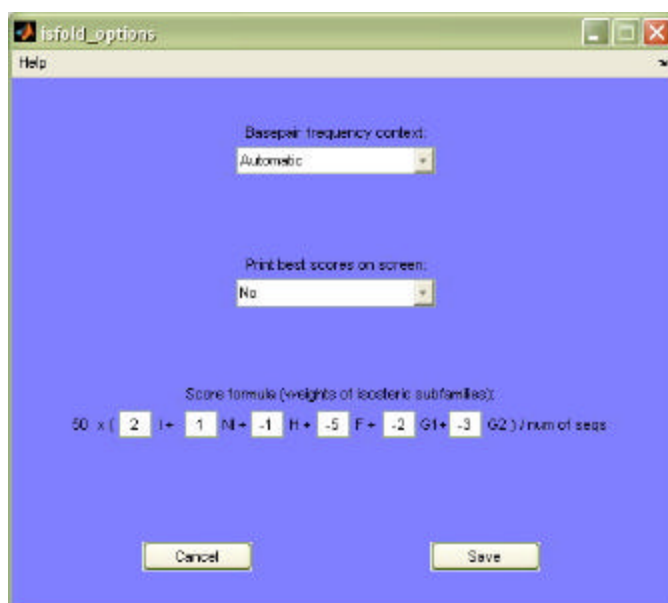 isfold_options
Help
Basepair frequency context:
Automatic
Print best scores on screen:
No
Score formula (weights of isosteric subfamilies):
50 x ( 2 I + 1 NI + -1 H + -5 F + -2 G1+ -3 G2 ) / num of seqs
Cancel Save